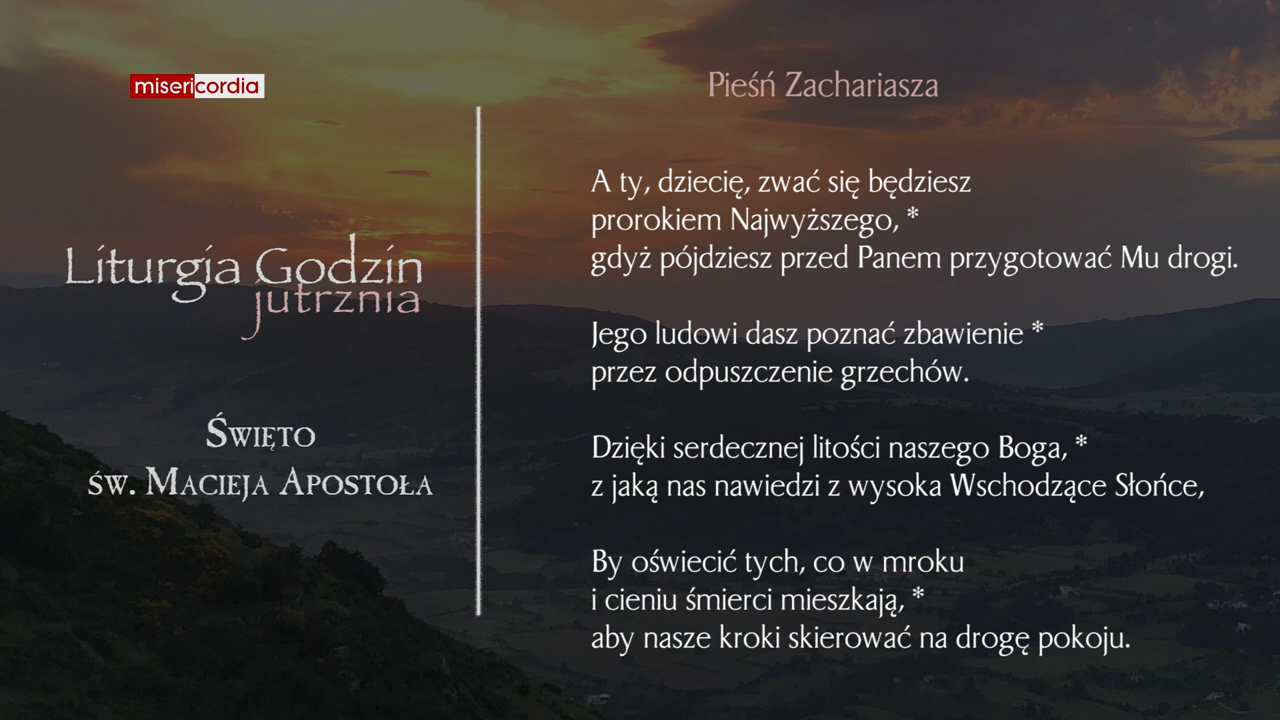 misericordia
Liturgia Godzin
jutrznia
Święto
św. Macieja Apostoła
Pieśń Zachariasza
A ty, dziecię, zwać się będziesz
prorokiem Najwyższego, *
gdyż pójdziesz przed Panem przygotować Mu drogi.
Jego ludowi dasz poznać zbawienie *
przez odpuszczenie grzechów.
Dzięki serdecznej litości naszego Boga, *
z jaką nas nawiedzi z wysoka Wschodzące Słońce,
By oświecić tych, co w mroku
i cieniu śmierci mieszkają, *
aby nasze kroki skierować na drogę pokoju.